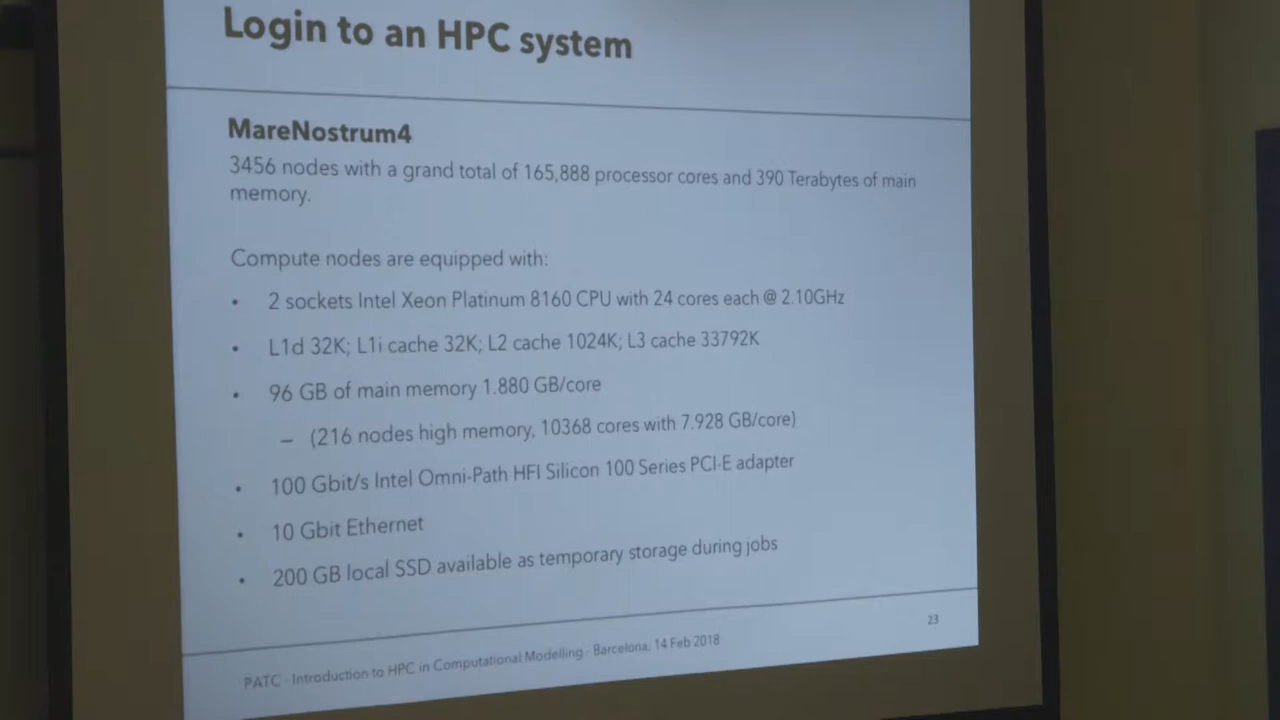 Login to an HPC system
MareNostrum4
3456 nodes with a grand total of 165,888 processor cores and 390 Terabytes of main
memory.
Compute nodes are equipped with:
• 2 sockets Intel Xeon Platinum 8160 CPU with 24 cores each @ 2.10GHz
• L1d 32K; L1i cache 32K; L2 cache 1024K; L3 cache 33792K
• 96 GB of main memory 1.880 GB/core
– (216 nodes high memory, 10368 cores with 7.928 GB/core)
• 100 Gbit/s Intel Omni-Path HFI Silicon 100 Series PCI-E adapter
• 10 Gbit Ethernet
• 200 GB local SSD available as temporary storage during jobs
23
PATC - Introduction to HPC in Computational Modelling - Barcelona, 14 Feb 2018